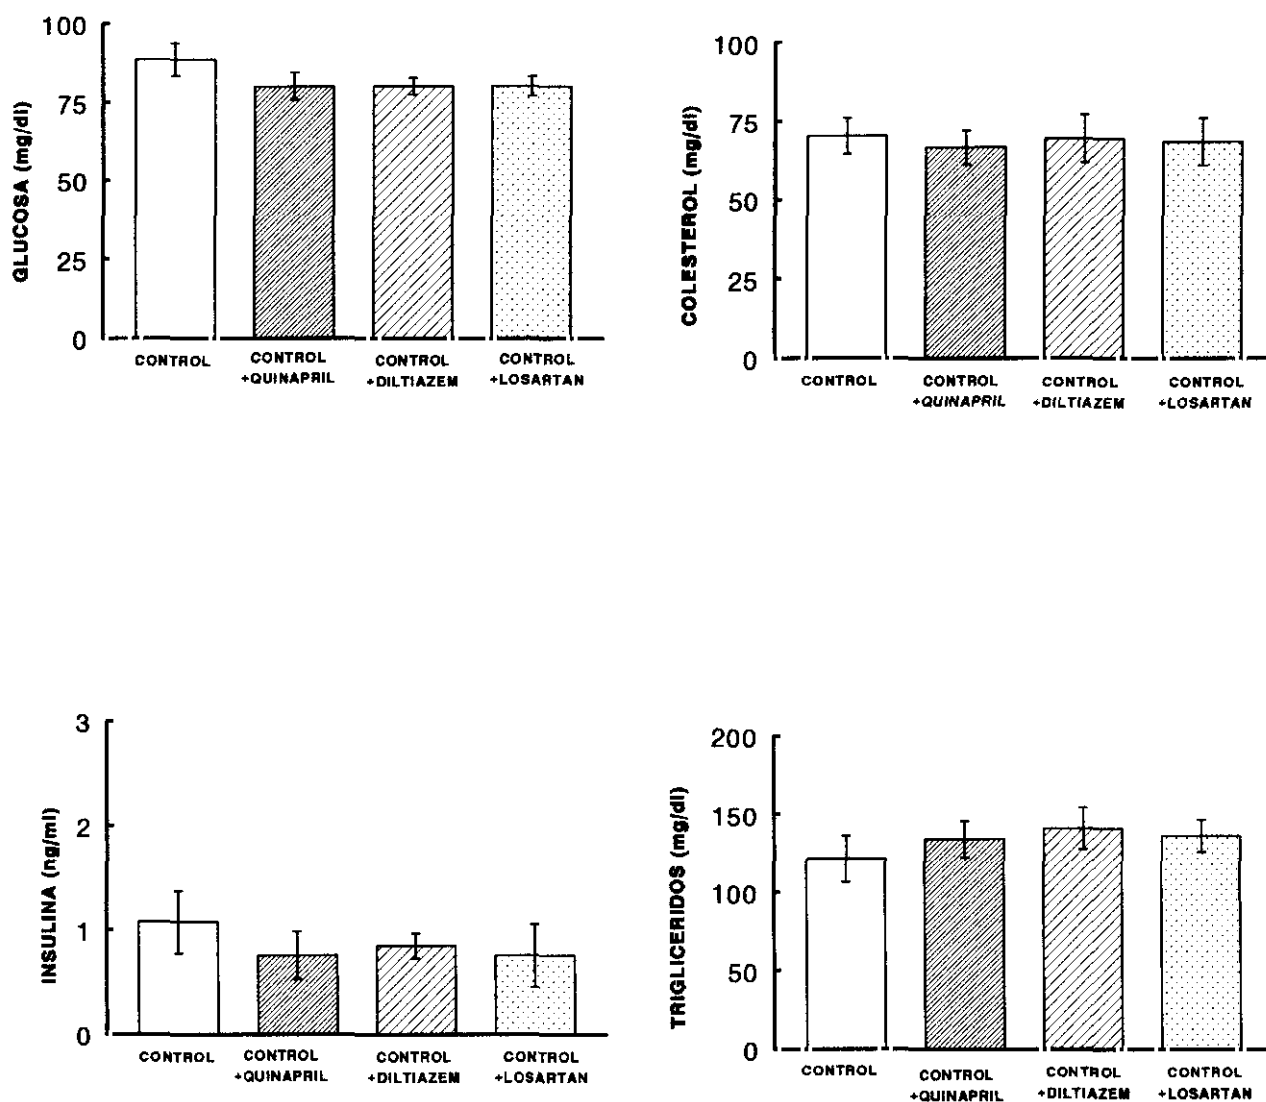 GLUCOSA (mg/dl)
100
75
50
25
0
CONTROL
CONTROL
+QUINAPRIL
CONTROL
+DILTIAZEM
CONTROL
+LOSARTAN
COLESTEROL (mg/dl)
100
75
50
25
0
CONTROL
CONTROL
+QUINAPRIL
CONTROL
+DILTIAZEM
CONTROL
+LOSARTAN
INSULINA (ng/ml)
3
2
1
0
CONTROL
CONTROL
+QUINAPRIL
CONTROL
+DILTIAZEM
CONTROL
+LOSARTAN
TRIGLICERIDOS (mg/dl)
200
150
100
50
0
CONTROL
CONTROL
+QUINAPRIL
CONTROL
+DILTIAZEM
CONTROL
+LOSARTAN